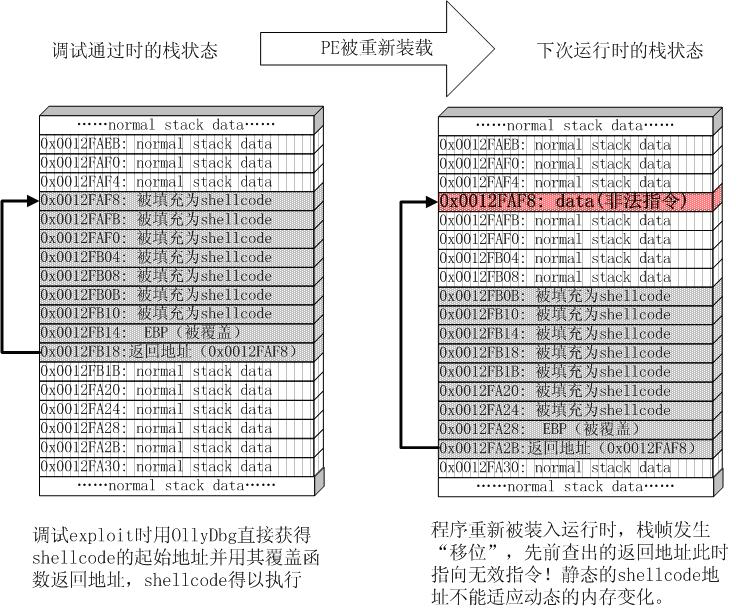 调试通过时的栈状态
PE被重新装载
下次运行时的栈状态
······normal stack data······
0x0012FAEB: normal stack data
0x0012FAF0: normal stack data
0x0012FAF4: normal stack data
0x0012FAF8: 被填充为shellcode
0x0012FAFB: 被填充为shellcode
0x0012FAF0: 被填充为shellcode
0x0012FB04: 被填充为shellcode
0x0012FB08: 被填充为shellcode
0x0012FB0B: 被填充为shellcode
0x0012FB10: 被填充为shellcode
0x0012FB14: EBP（被覆盖）
0x0012FB18:返回地址（0x0012FAF8）
0x0012FB1B: normal stack data
0x0012FA20: normal stack data
0x0012FA24: normal stack data
0x0012FA28: normal stack data
0x0012FA2B: normal stack data
0x0012FA30: normal stack data
······normal stack data······
调试exploit时用OllyDbg直接获得
shellcode的起始地址并用其覆盖函
数返回地址，shellcode得以执行
······normal stack data······
0x0012FAEB: normal stack data
0x0012FAF0: normal stack data
0x0012FAF4: normal stack data
0x0012FAF8: data(非法指令)
0x0012FAFB: normal stack data
0x0012FAF0: normal stack data
0x0012FB04: normal stack data
0x0012FB08: normal stack data
0x0012FB0B: 被填充为shellcode
0x0012FB10: 被填充为shellcode
0x0012FB14: 被填充为shellcode
0x0012FB18: 被填充为shellcode
0x0012FB1B: 被填充为shellcode
0x0012FA20: 被填充为shellcode
0x0012FA24: 被填充为shellcode
0x0012FA28: EBP（被覆盖）
0x0012FA2B:返回地址（0x0012FAF8）
0x0012FA30: normal stack data
······normal stack data······
程序重新被装入运行时，栈帧发生
“移位”，先前查出的返回地址此时
指向无效指令！静态的shellcode地
址不能适应动态的内存变化。